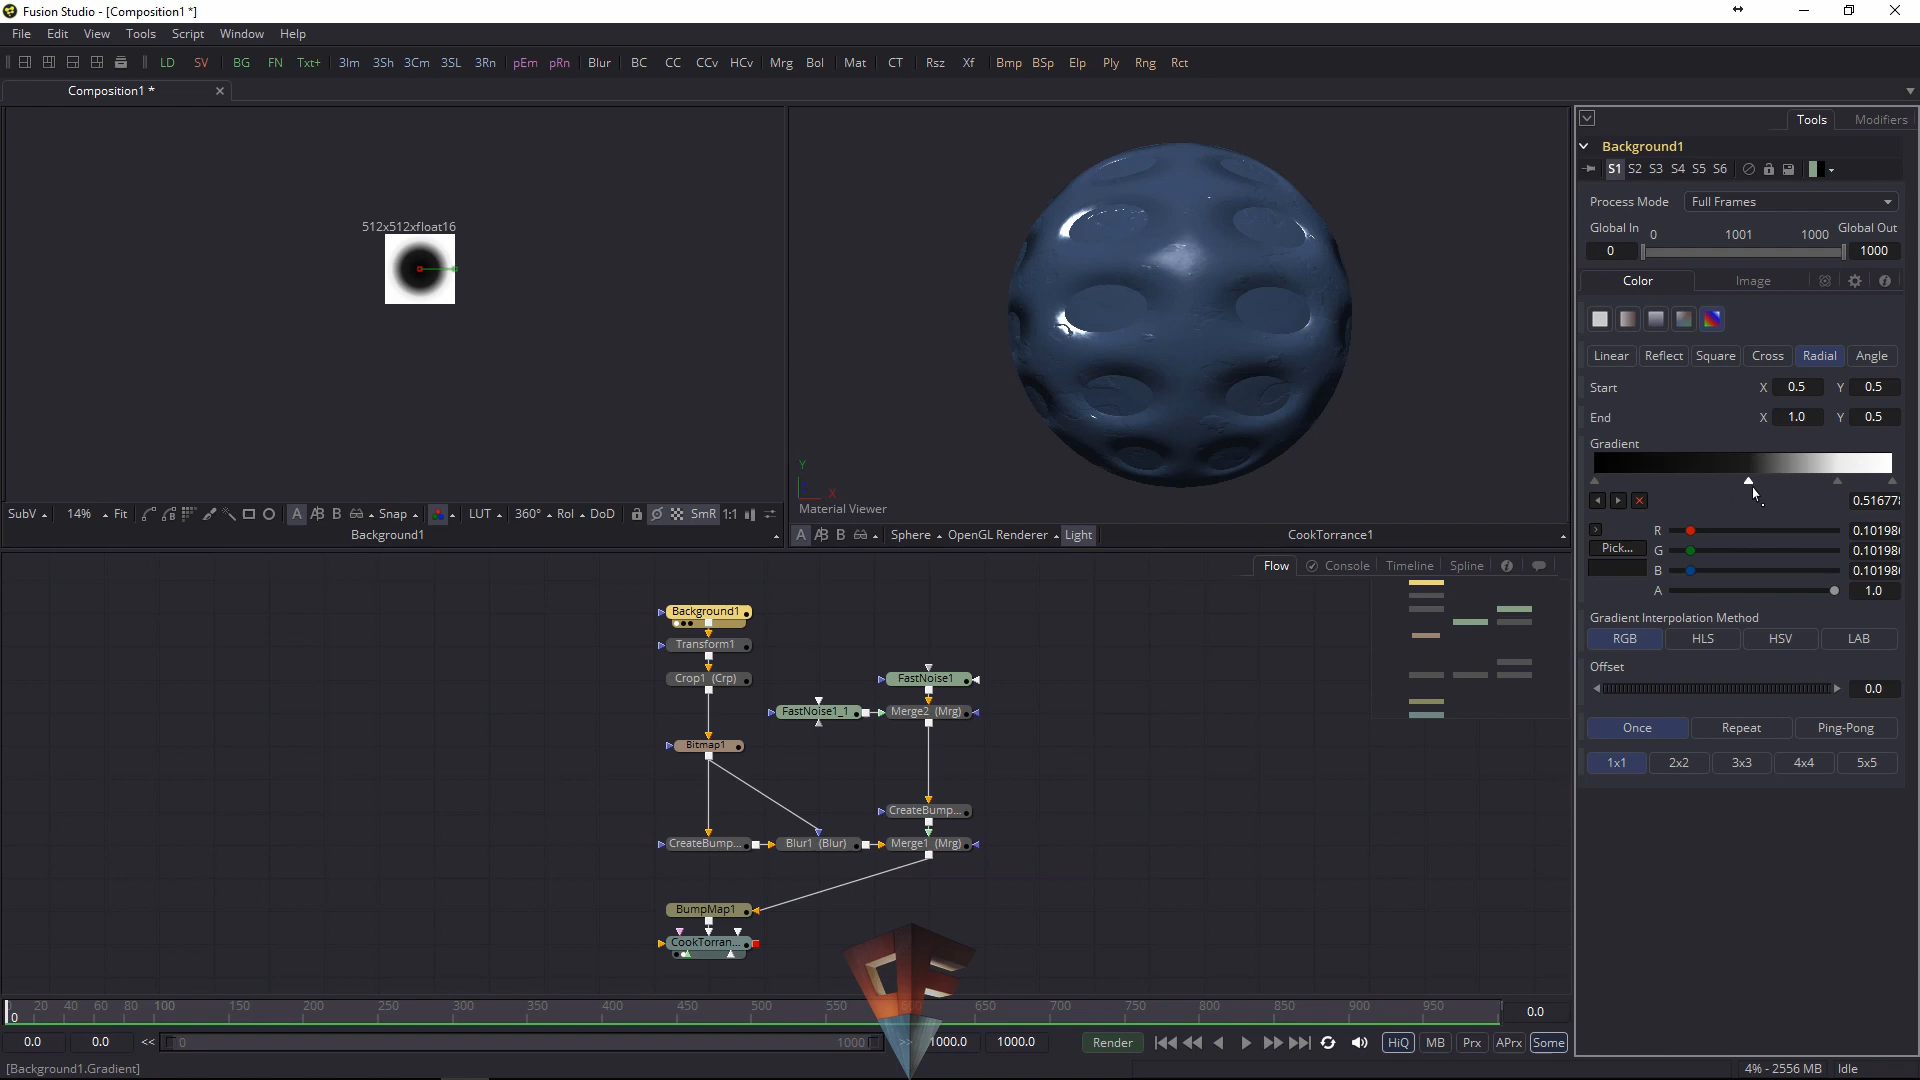 Fusion Studio - [Composition1 *]
File Edit View Tools Script Window Help
LD SV BG FN Txt+ 3Im 3Sh 3Cm 3SL 3Rn pEm pRn Blur BC CC CCv HCv Mrg Bol Mat CT Rsz Xf Bmp BSp Elp Ply Rng Rct
Composition1 *
Tools Modifiers
Background1
S1 S2 S3 S4 S5 S6
Process Mode Full Frames
Global In 0 1001 1000 Global Out
0 1000
Color Image
Linear Reflect Square Cross Radial Angle
Start X 0.5 Y 0.5
End X 1.0 Y 0.5
Gradient
0.51677
R 0.10198
Pick... G 0.10198
B 0.10198
A 1.0
Gradient Interpolation Method
RGB HLS HSV LAB
Offset
0.0
Once Repeat Ping-Pong
1x1 2x2 3x3 4x4 5x5
512x512xfloat16
SubV 14% Fit A B Snap LUT 360° RoI DoD SmR 1:1
Background1
Y
X
Material Viewer
A B Sphere OpenGL Renderer Light CookTorrance1
Flow Console Timeline Spline
Background1
Transform1
Crop1 (Crp)
FastNoise1
FastNoise1_1
Merge2 (Mrg)
Bitmap1
CreateBump...
CreateBump...
Blur1 (Blur)
Merge1 (Mrg)
BumpMap1
CookTorran...
0 20 40 60 80 100 150 200 250 300 350 400 450 500 550 650 700 750 800 850 900 950
0.0
0.0 0.0 << 0 1000 1000.0 1000.0 Render HiQ MB Prx APrx Some
[Background1.Gradient]
4% - 2556 MB Idle